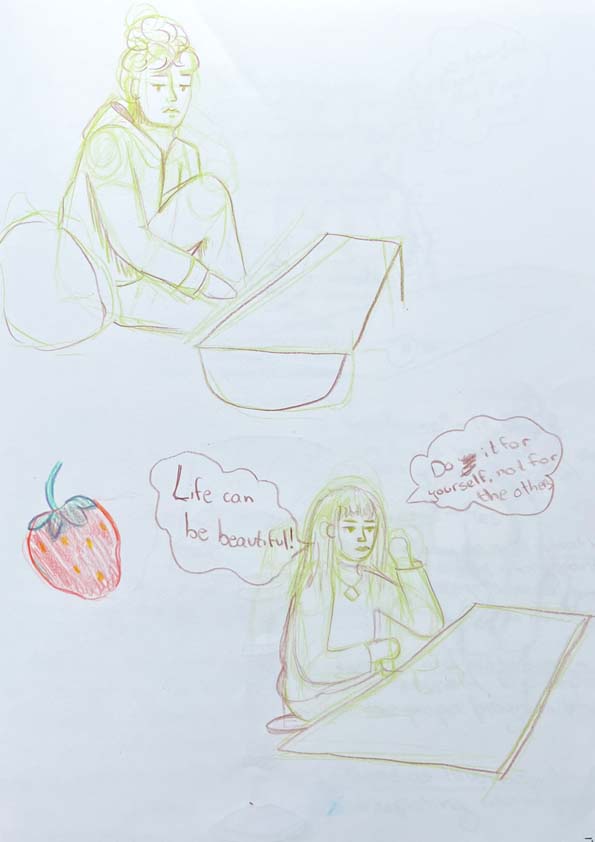 Life can
be beautiful!
Do it for
yourself, not for
the others